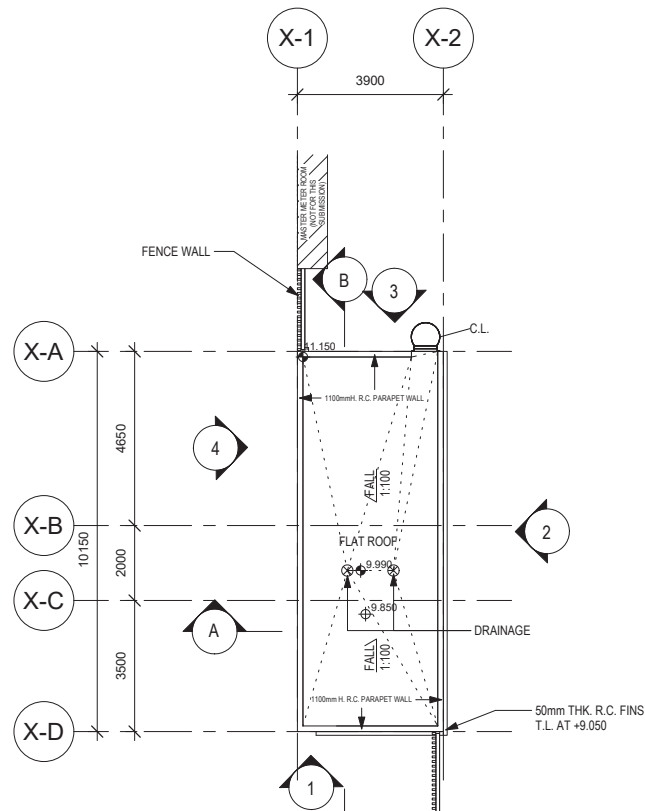 X-1
X-2
3900
MASTER METER ROOM
(NOT FOR THIS
SUBMISSION)
FENCE WALL
B
3
C.L.
X-A
11.150
1100mmH. R.C. PARAPET WALL
4650
4
FALL
1:100
X-B
2
10150
FLAT ROOF
9.990
2000
X-C
9.850
A
DRAINAGE
FALL
1:100
3500
1100mm H. R.C. PARAPET WALL
50mm THK. R.C. FINS
T.L. AT +9.050
X-D
1